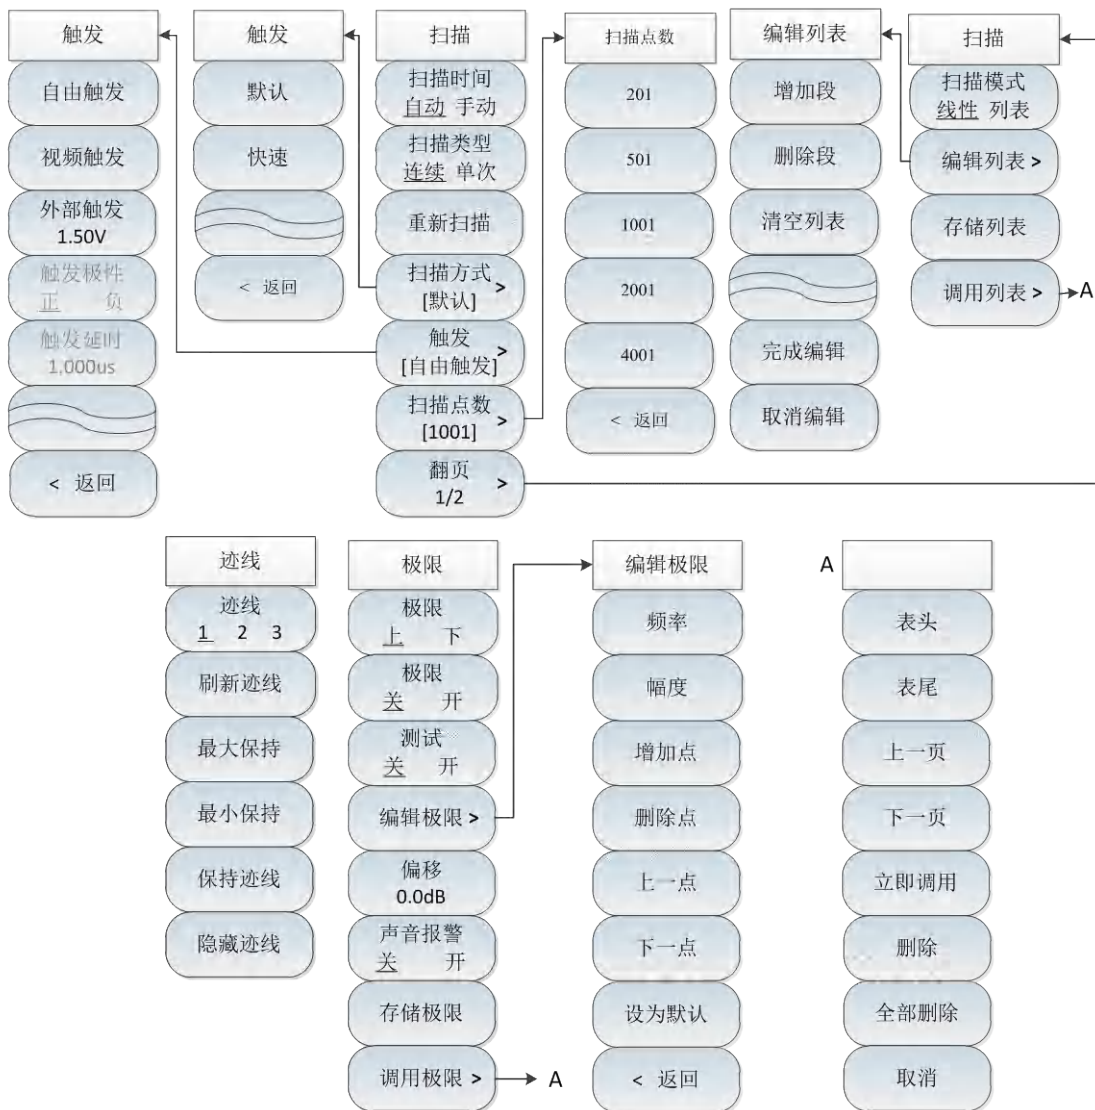 触发
自由触发
视频触发
外部触发
1.50V
触发极性
正 负
触发延时
1,000us
< 返回
触发
默认
快速
< 返回
扫描
扫描时间
自动 手动
扫描类型
连续 单次
重新扫描
扫描方式 >
[默认]
触发 >
[自由触发]
扫描点数 >
[1001]
翻页 >
1/2
扫描点数
201
501
1001
2001
4001
< 返回
编辑列表
增加段
删除段
清空列表
完成编辑
取消编辑
扫描
扫描模式
线性 列表
编辑列表 >
存储列表
调用列表 > A
迹线
迹线
1 2 3
刷新迹线
最大保持
最小保持
保持迹线
隐藏迹线
极限
极限
上 下
极限
关 开
测试
关 开
编辑极限 >
偏移
0.0dB
声音报警
关 开
存储极限
调用极限 > A
编辑极限
频率
幅度
增加点
删除点
上一点
下一点
设为默认
< 返回
A
表头
表尾
上一页
下一页
立即调用
删除
全部删除
取消